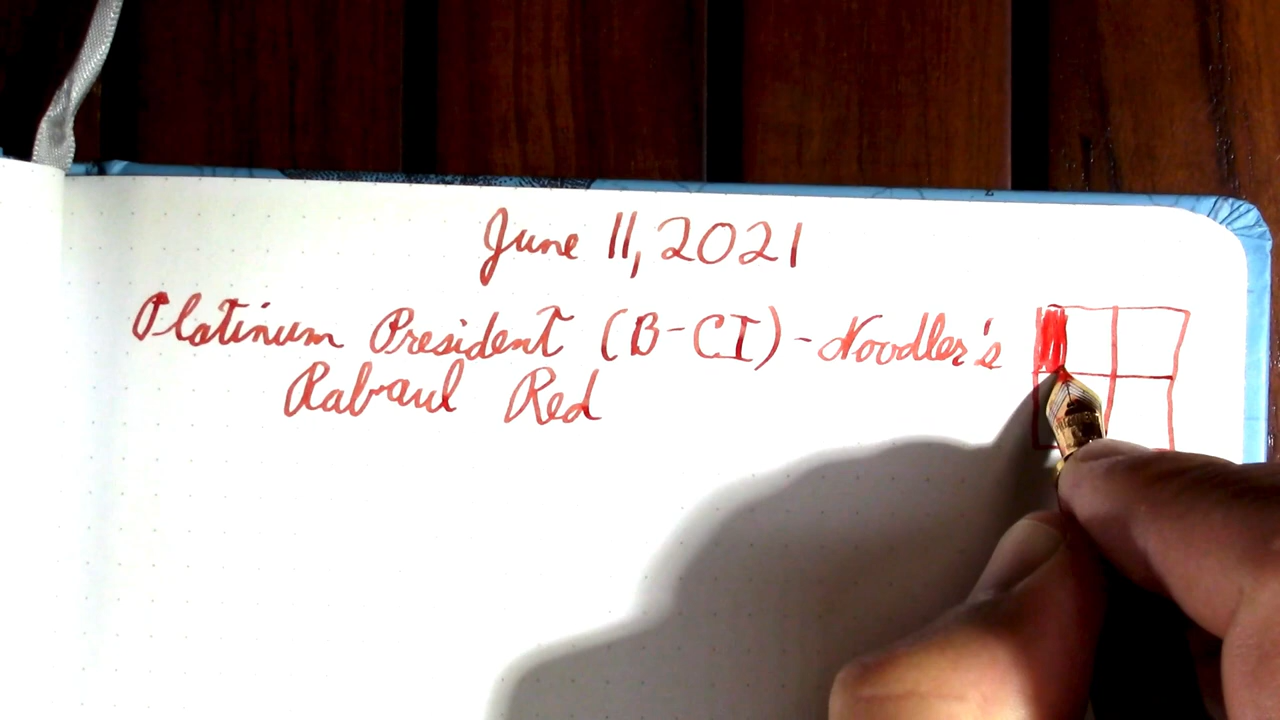 June 11, 2021
Platinum President (B-CI) - Noodler's
Rabaul Red